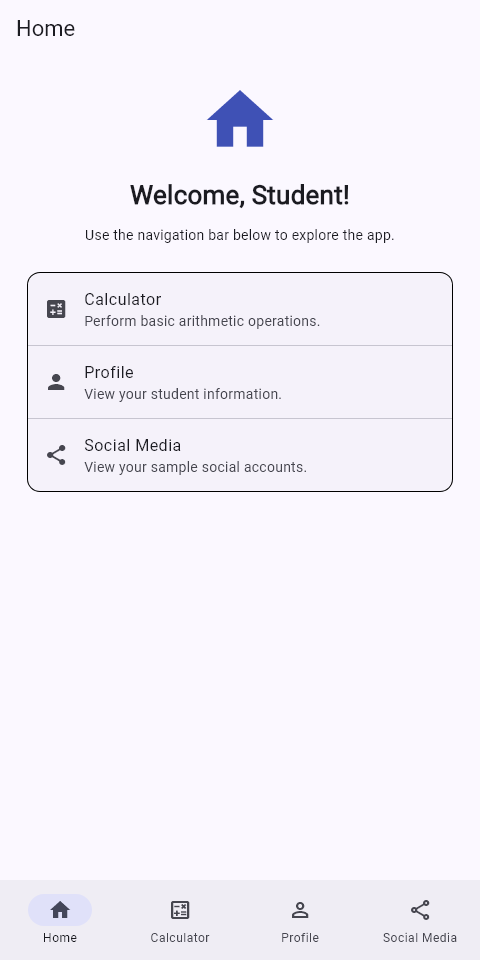 Home
Welcome, Student!
Use the navigation bar below to explore the app.
Calculator
Perform basic arithmetic operations.
Profile
View your student information.
Social Media
View your sample social accounts.
Home
Calculator
Profile
Social Media